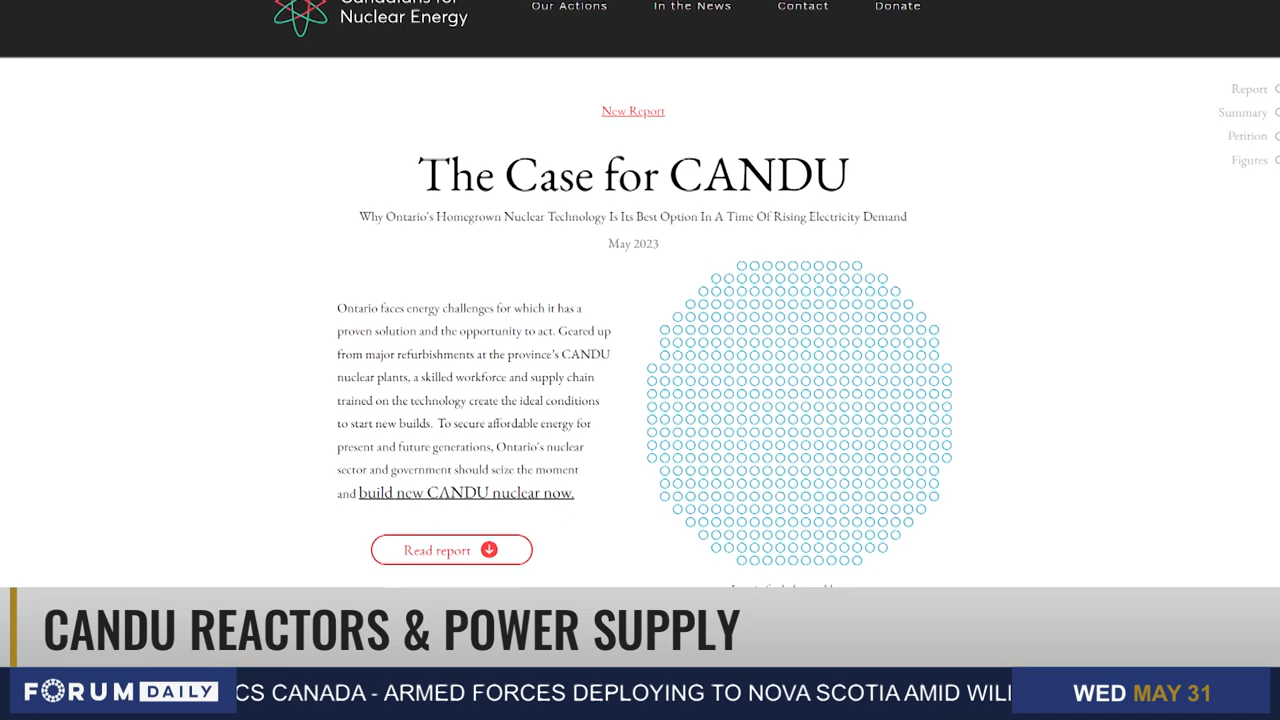 Canadians for
Nuclear Energy
Our Actions
In the News
Contact
Donate
Report
Summary
Petition
Figures
New Report
The Case for CANDU
Why Ontario's Homegrown Nuclear Technology Is Its Best Option In A Time Of Rising Electricity Demand
May 2023
Ontario faces energy challenges for which it has a
proven solution and the opportunity to act. Geared up
from major refurbishments at the province's CANDU
nuclear plants, a skilled workforce and supply chain
trained on the technology create the ideal conditions
to start new builds. To secure affordable energy for
present and future generations, Ontario's nuclear
sector and government should seize the moment
and build new CANDU nuclear now.
Read report
CANDU REACTORS & POWER SUPPLY
FORUM DAILY
CS CANADA - ARMED FORCES DEPLOYING TO NOVA SCOTIA AMID WIL
WED MAY 31